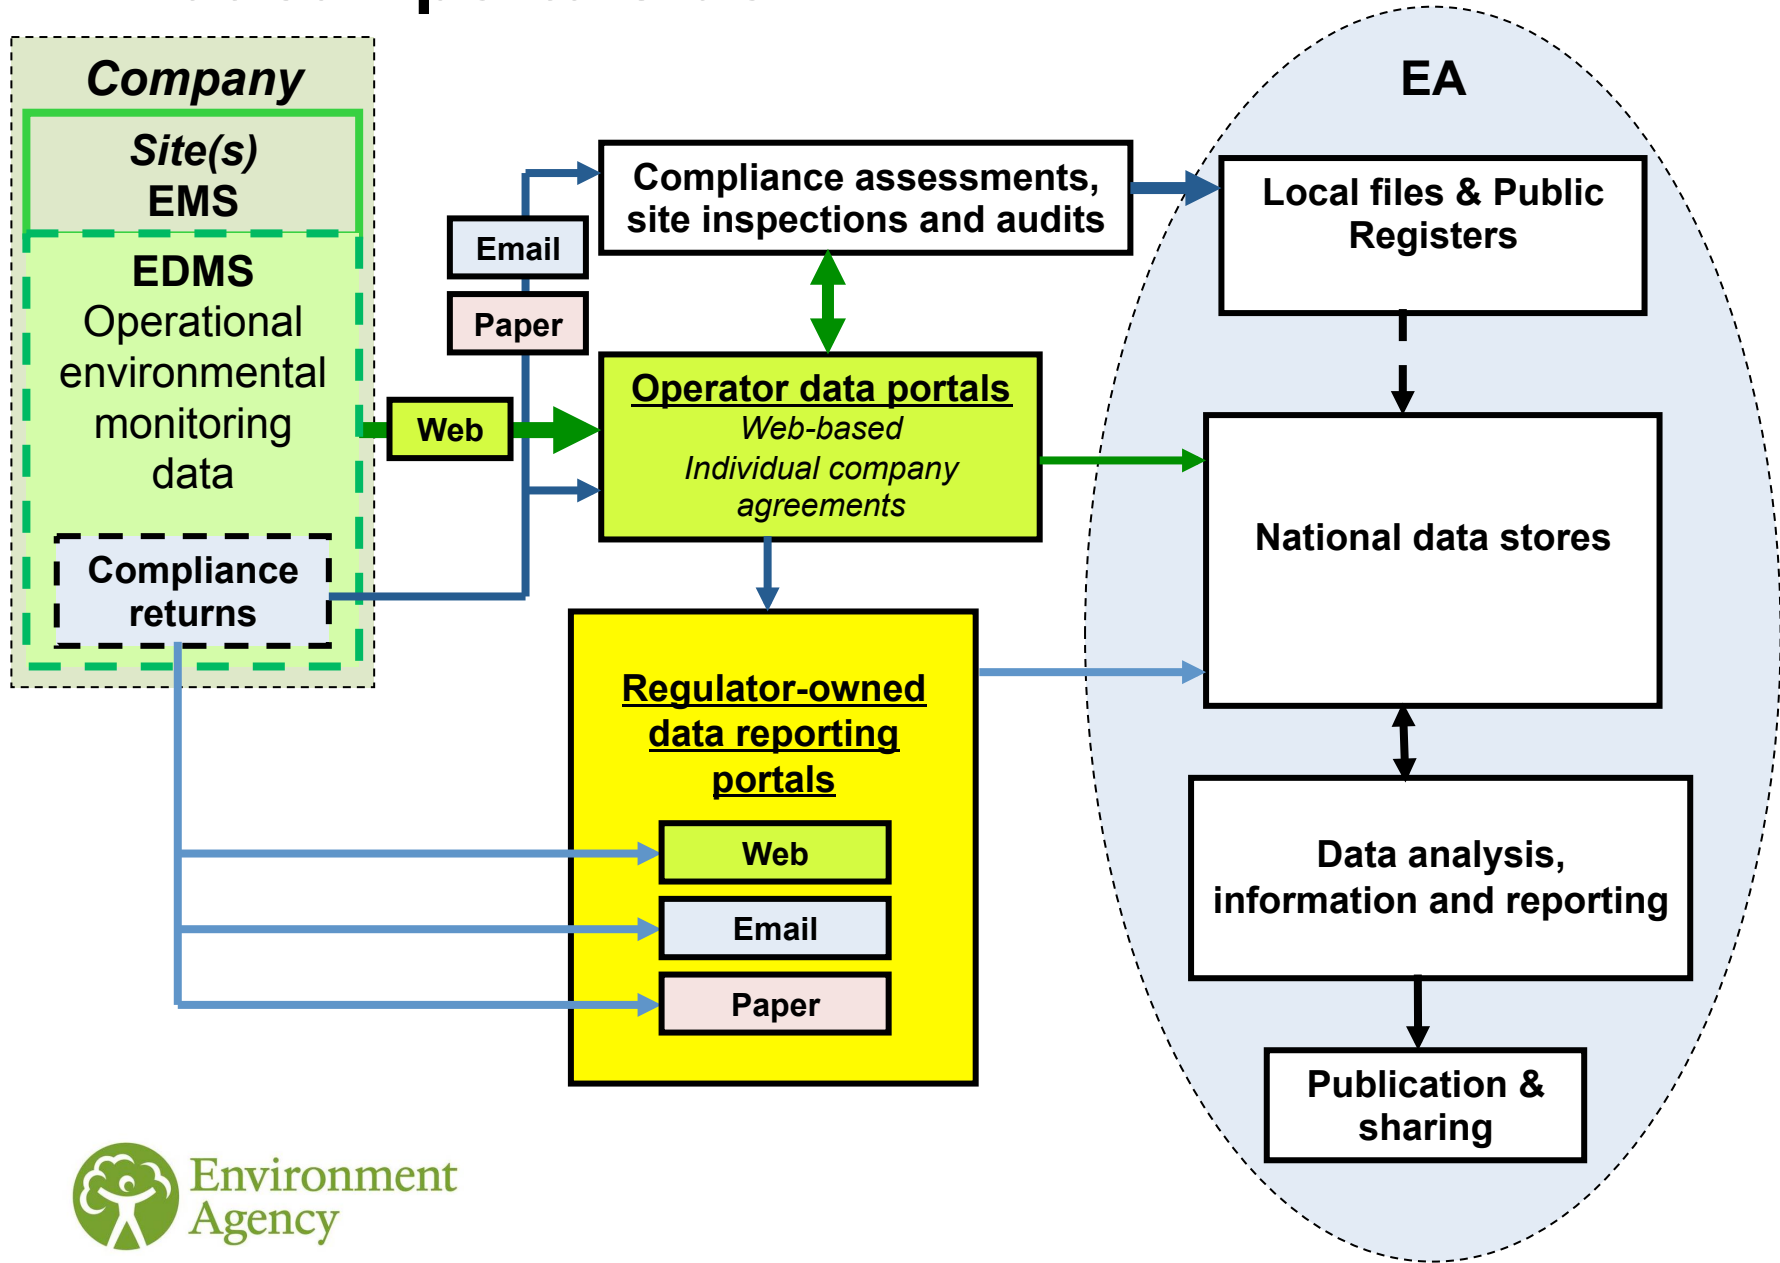 Company
Site(s)
EMS
EDMS
Operational
environmental
monitoring
data
Compliance
returns
Email
Paper
Web
Compliance assessments,
site inspections and audits
Operator data portals
Web-based
Individual company
agreements
Regulator-owned
data reporting
portals
Web
Email
Paper
EA
Local files & Public
Registers
National data stores
Data analysis,
information and reporting
Publication &
sharing
Environment
Agency